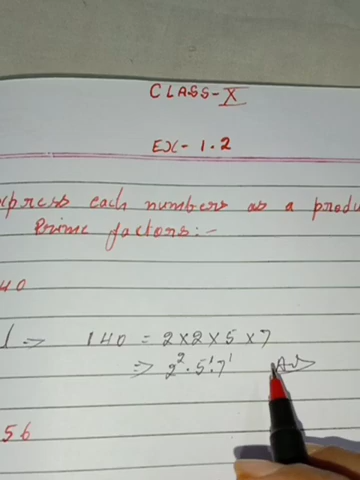 CLASS-X
EX- 1.2
xpress each numbers as a produ
Prime factors:-
40
1 ⇒ 140 = 2×2×5×7
⇒ 2². 5¹. 7¹ Ans
56